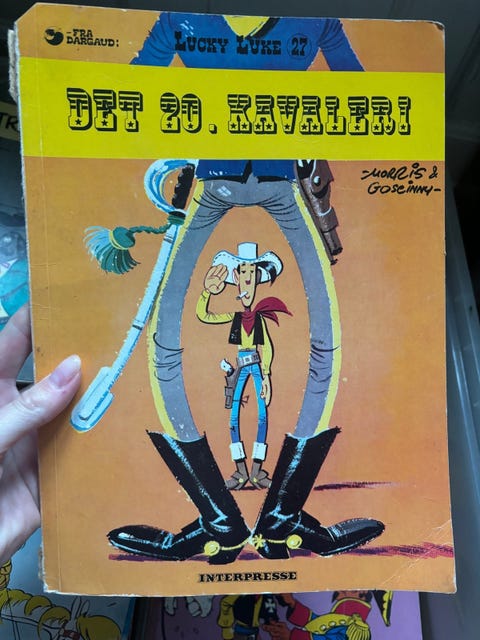 -FRA
DARGAUD:
LUCKY LUKE 27
DET 20. KAVALERI
-MORRIS &
GOSCINNY-
INTERPRESSE